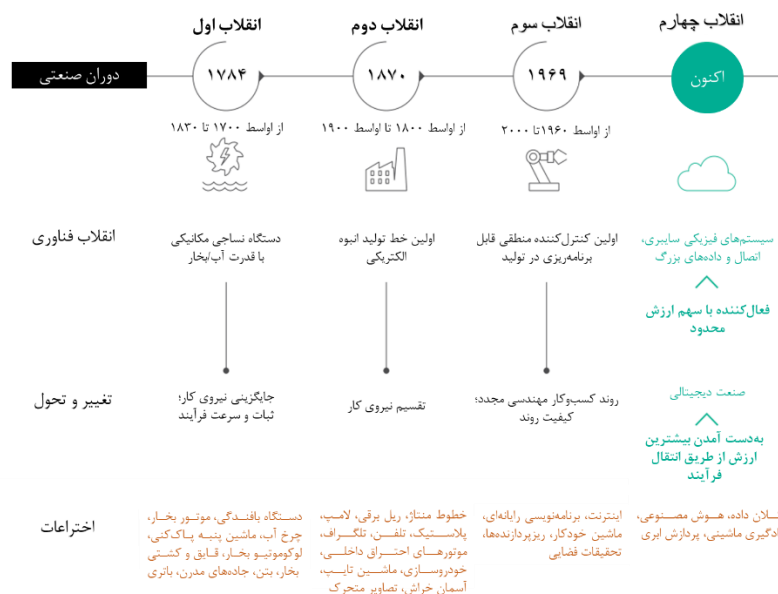 انقلاب اول
انقلاب دوم
انقلاب سوم
انقلاب چهارم
دوران صنعتی
۱۷۸۴
۱۸۷۰
۱۹۶۹
اکنون
از اواسط ۱۷۰۰ تا ۱۸۳۰
از اواسط ۱۸۰۰ تا اواسط ۱۹۰۰
از اواسط ۱۹۶۰تا ۲۰۰۰
انقلاب فناوری
دستگاه نساجی مکانیکی
با قدرت آب/بخار
اولین خط تولید انبوه
الکتریکی
اولین کنترل‌کننده منطقی قابل
برنامه‌ریزی در تولید
سیستم‌های فیزیکی سایبری،
اتصال و داده‌های بزرگ
فعال‌کننده با سهم ارزش
محدود
تغییر و تحول
جایگزینی نیروی کار؛
ثبات و سرعت فرآیند
تقسیم نیروی کار
روند کسب‌وکار مهندسی مجدد؛
کیفیت روند
صنعت دیجیتالی
به‌دست آمدن بیشترین
ارزش از طریق انتقال
فرآیند
اختراعات
دستگاه بافندگی، موتور بخار،
چرخ آب، ماشین پنبه پاک‌کنی،
لوکوموتیو بخار، قایق و کشتی
بخار، بتن، جاده‌های مدرن، باتری
خطوط منتاژ، ریل برقی، لامپ،
پلاستیک، تلفن، تلگراف،
موتورهای احتراق داخلی،
خودروسازی، ماشین تایپ،
آسمان خراش، تصاویر متحرک
اینترنت، برنامه‌نویسی رایانه‌ای،
ماشین خودکار، ریزپردازنده‌ها،
تحقیقات فضایی
داده، هوش مصنوعی،
ماشینی، پردازش ابری